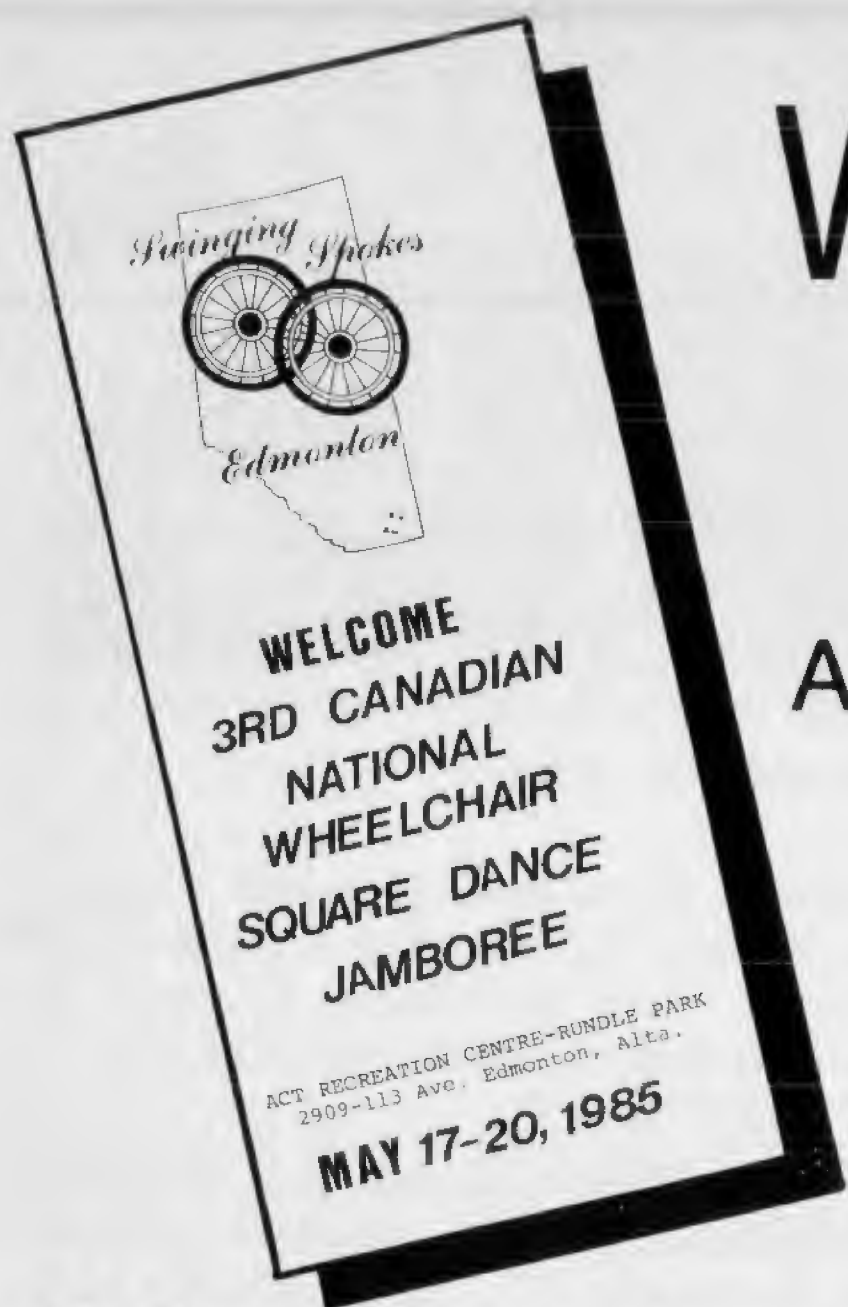 Swinging Spokes
Edmonton
WELCOME
3RD CANADIAN
NATIONAL
WHEELCHAIR
SQUARE DANCE
JAMBOREE
ACT RECREATION CENTRE-RUNDLE PARK
2909-113 Ave. Edmonton, Alta.
MAY 17-20, 1985